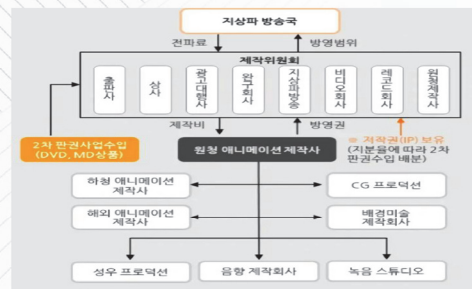 지상파 방송국
전파료
방영범위
제작위원회
출판사
상사
광고대행사
완구회사
지상파방송
비디오회사
레코드회사
원청제작사
제작비
방영권
2차 판권사업수입
(DVD, MD상품)
원청 애니메이션 제작사
※ 저작권(IP) 보유
(지분율에 따라 2차
판권수입 배분)
하청 애니메이션
제작사
CG 프로덕션
해외 애니메이션
제작사
배경미술
제작회사
성우 프로덕션
음향 제작회사
녹음 스튜디오